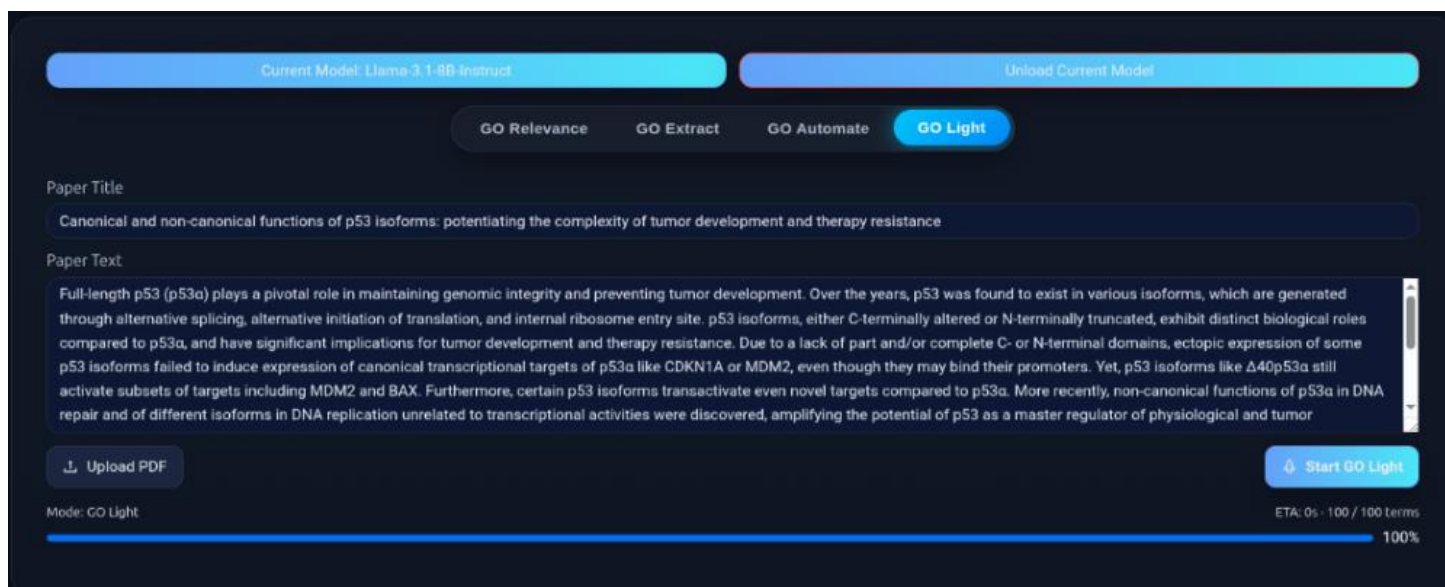 Current Model: Llama-3.1-8B-Instruct
Unload Current Model
GO Relevance
GO Extract
GO Automate
GO Light
Paper Title
Canonical and non-canonical functions of p53 isoforms: potentiating the complexity of tumor development and therapy resistance
Paper Text
Full-length p53 (p53α) plays a pivotal role in maintaining genomic integrity and preventing tumor development. Over the years, p53 was found to exist in various isoforms, which are generated
through alternative splicing, alternative initiation of translation, and internal ribosome entry site. p53 isoforms, either C-terminally altered or N-terminally truncated, exhibit distinct biological roles
compared to p53α, and have significant implications for tumor development and therapy resistance. Due to a lack of part and/or complete C- or N-terminal domains, ectopic expression of some
p53 isoforms failed to induce expression of canonical transcriptional targets of p53α like CDKN1A or MDM2, even though they may bind their promoters. Yet, p53 isoforms like Δ40p53α still
activate subsets of targets including MDM2 and BAX. Furthermore, certain p53 isoforms transactivate even novel targets compared to p53α. More recently, non-canonical functions of p53α in DNA
repair and of different isoforms in DNA replication unrelated to transcriptional activities were discovered, amplifying the potential of p53 as a master regulator of physiological and tumor
Upload PDF
Start GO Light
Mode: GO Light
ETA: 0s · 100 / 100 terms
100%